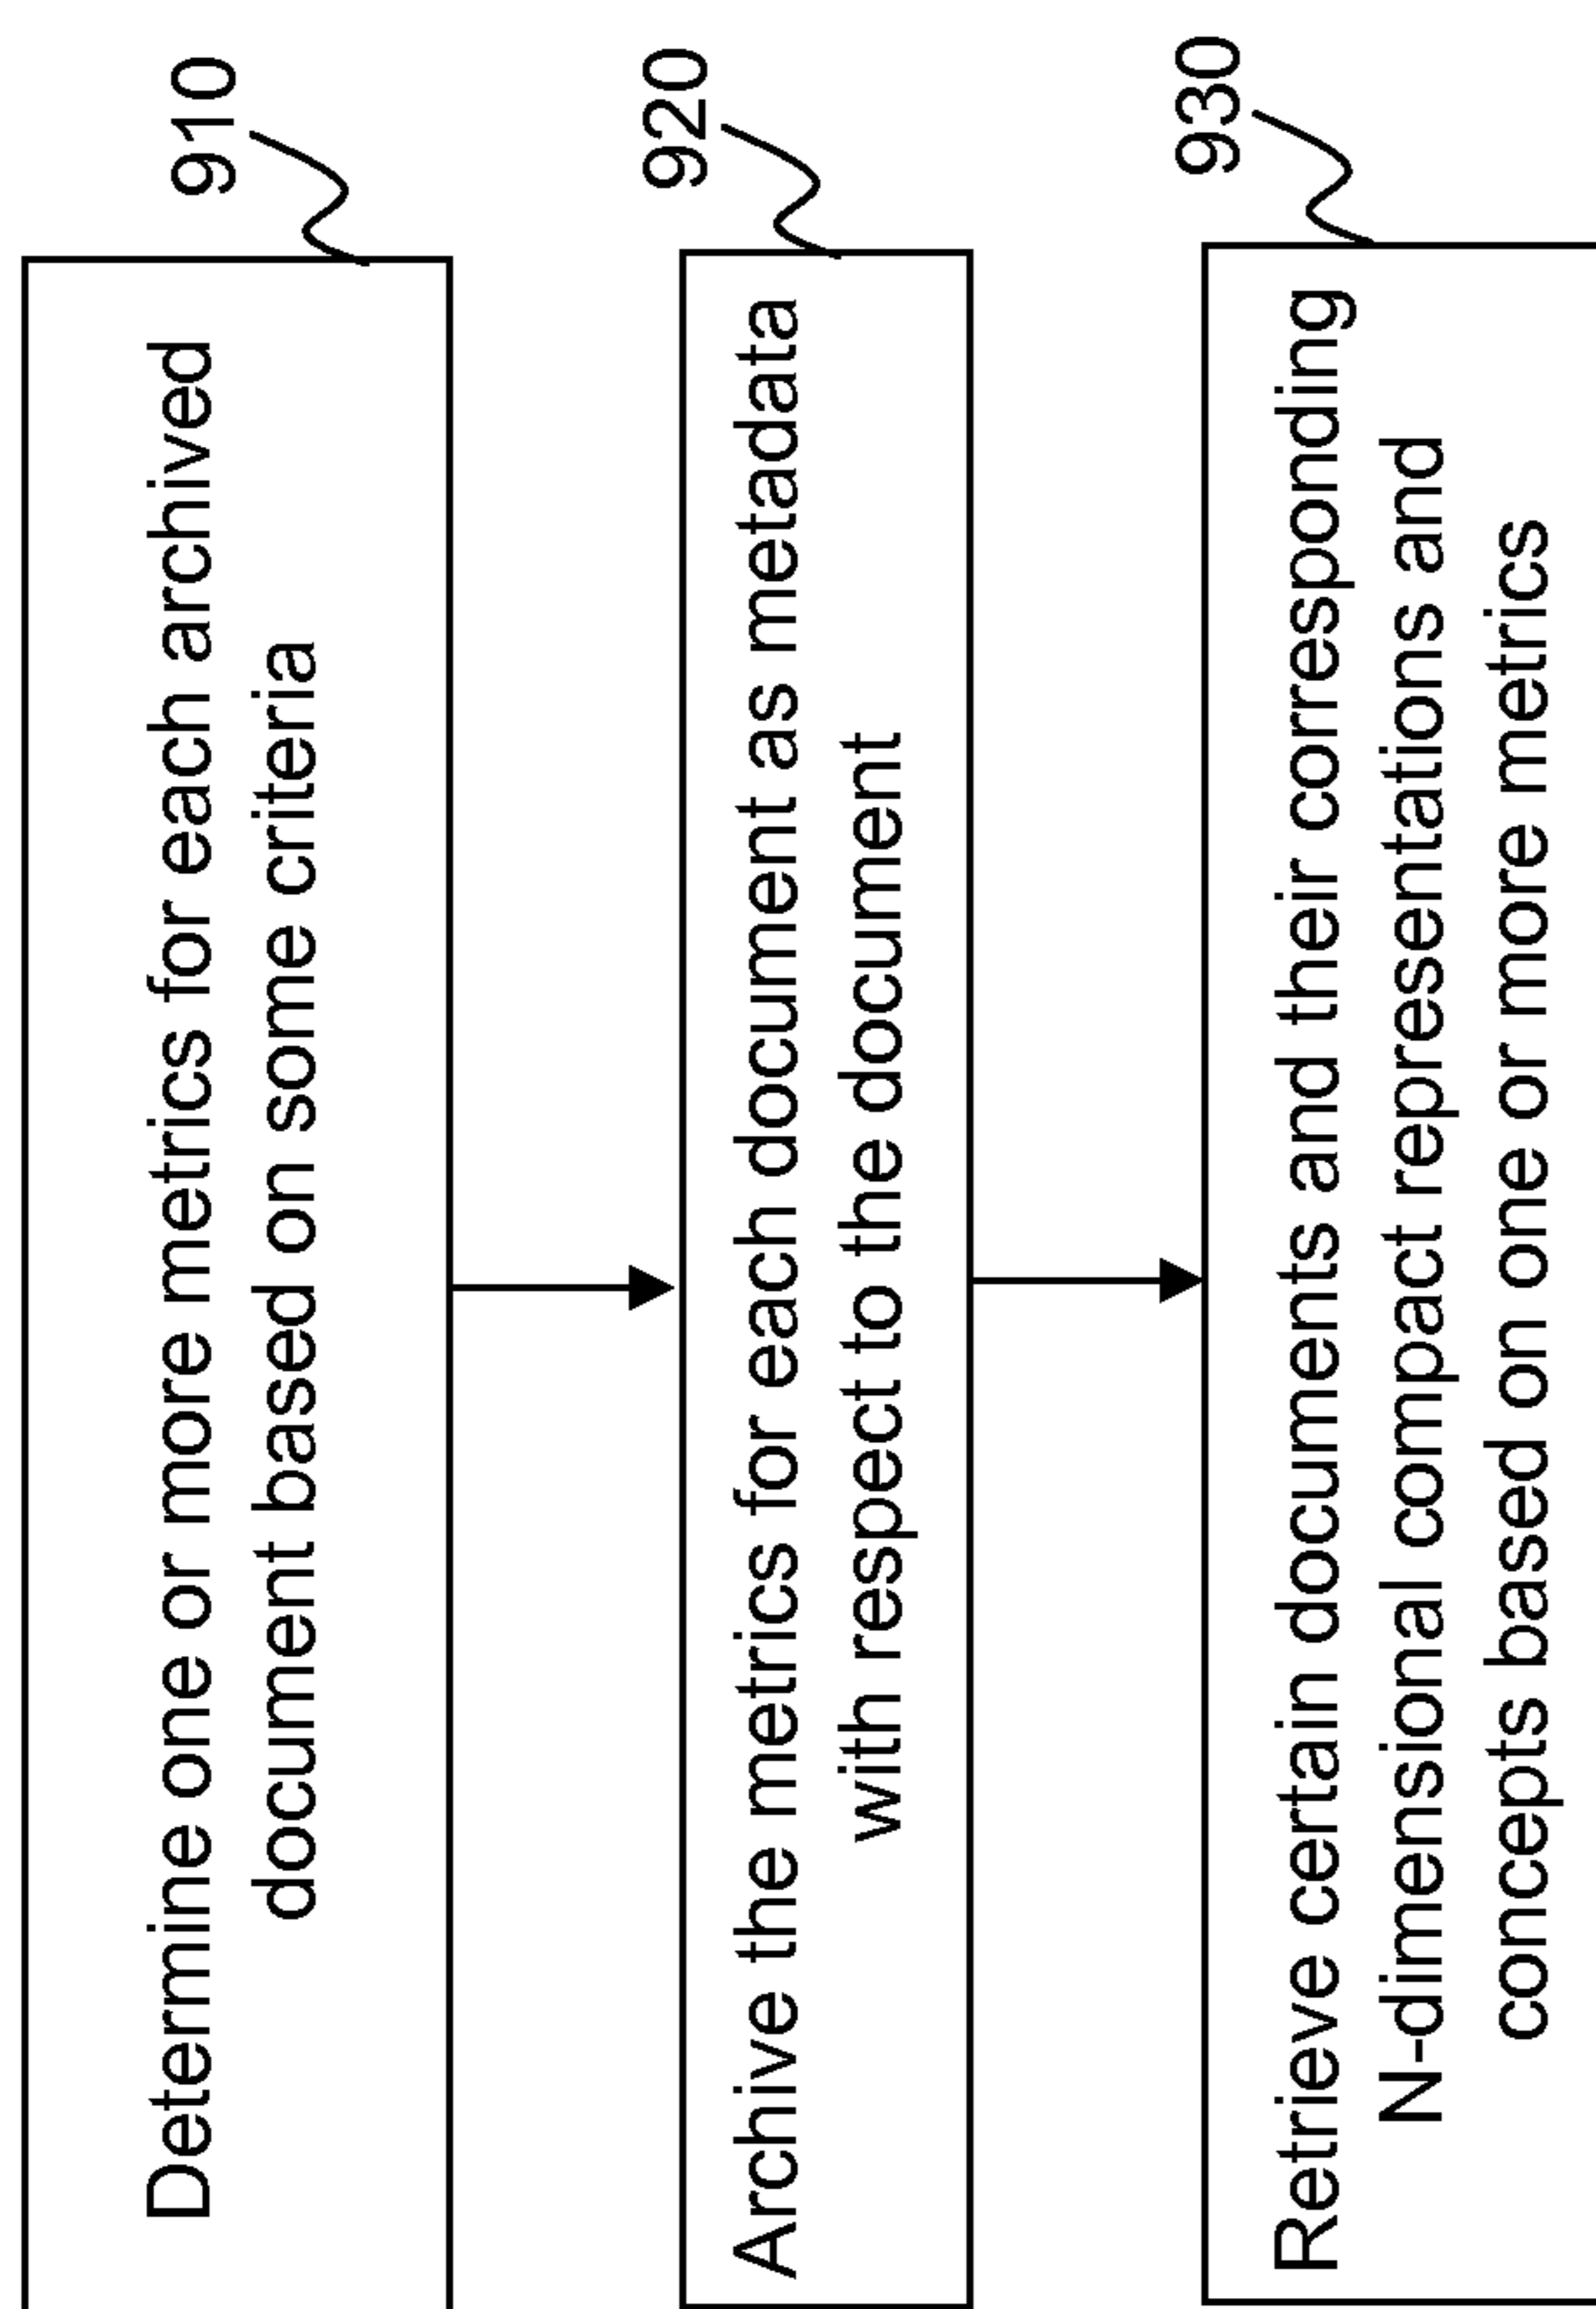 910
Determine one or more metrics for each archived
document based on some criteria
920
Archive the metrics for each document as metadata
with respect to the document
930
Retrieve certain documents and their corresponding
N-dimensional compact representations and
concepts based on one or more metrics